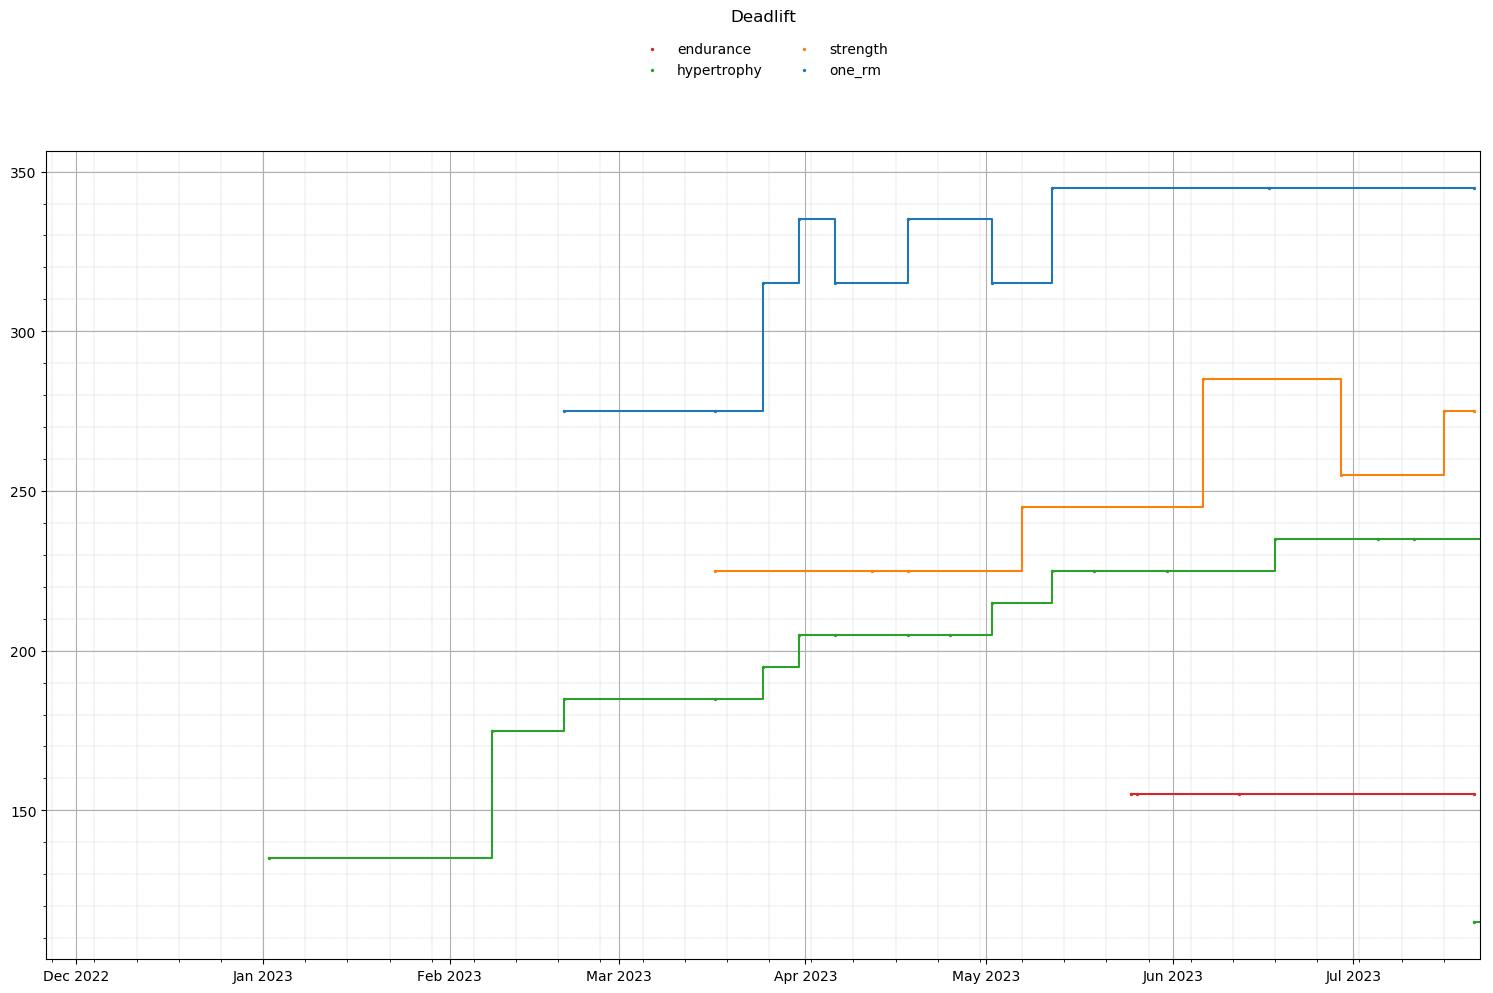 Deadlift
endurance strength
hypertrophy one_rm
350
300
250
200
150
Dec 2022 Jan 2023 Feb 2023 Mar 2023 Apr 2023 May 2023 Jun 2023 Jul 2023